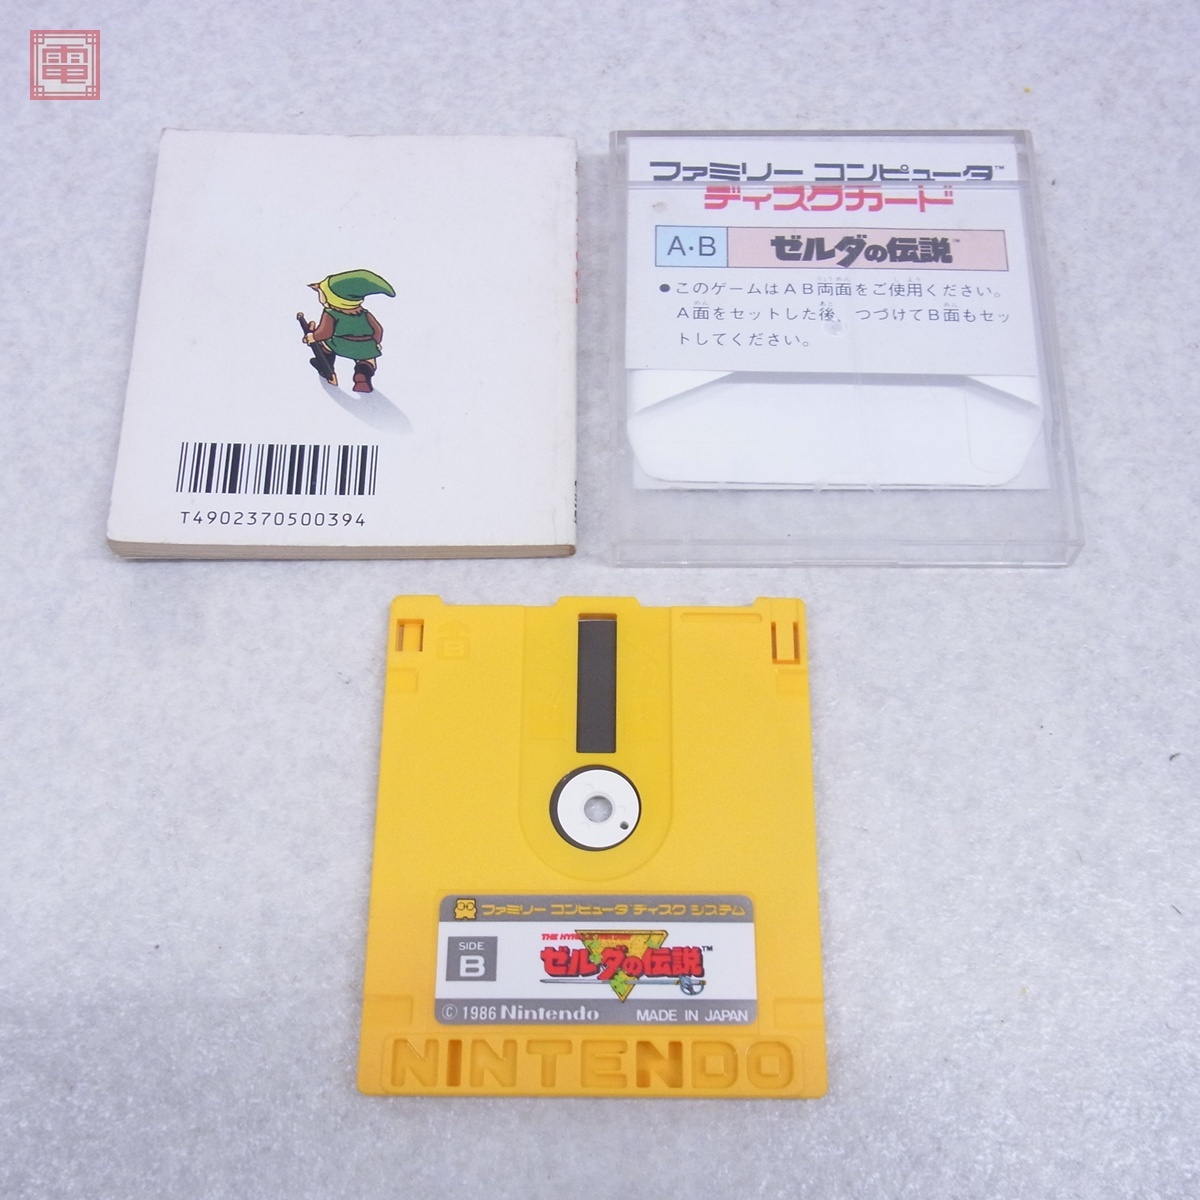 電
T4902370500394
ファミリー コンピュータ™
ディスクカード
A・B
ゼルダの伝説™
●このゲームはAB両面をご使用ください。
A面をセットした後、つづけてB面もセッ
トしてください。
B
ファミリー コンピュータ™ ディスク システム
SIDE
B
THE HYRULE FANTASY
ゼルダの伝説™
© 1986 Nintendo
MADE IN JAPAN
NINTENDO